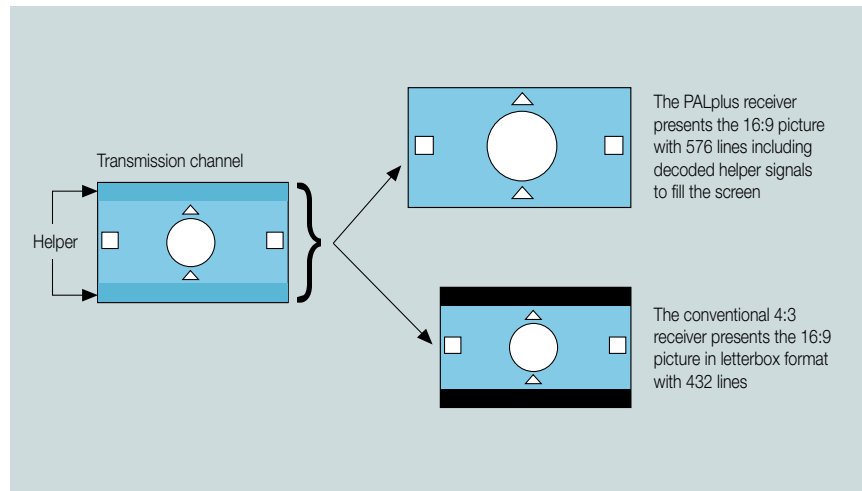 Transmission channel
Helper
The PALplus receiver
presents the 16:9 picture
with 576 lines including
decoded helper signals
to fill the screen
The conventional 4:3
receiver presents the 16:9
picture in letterbox format
with 432 lines